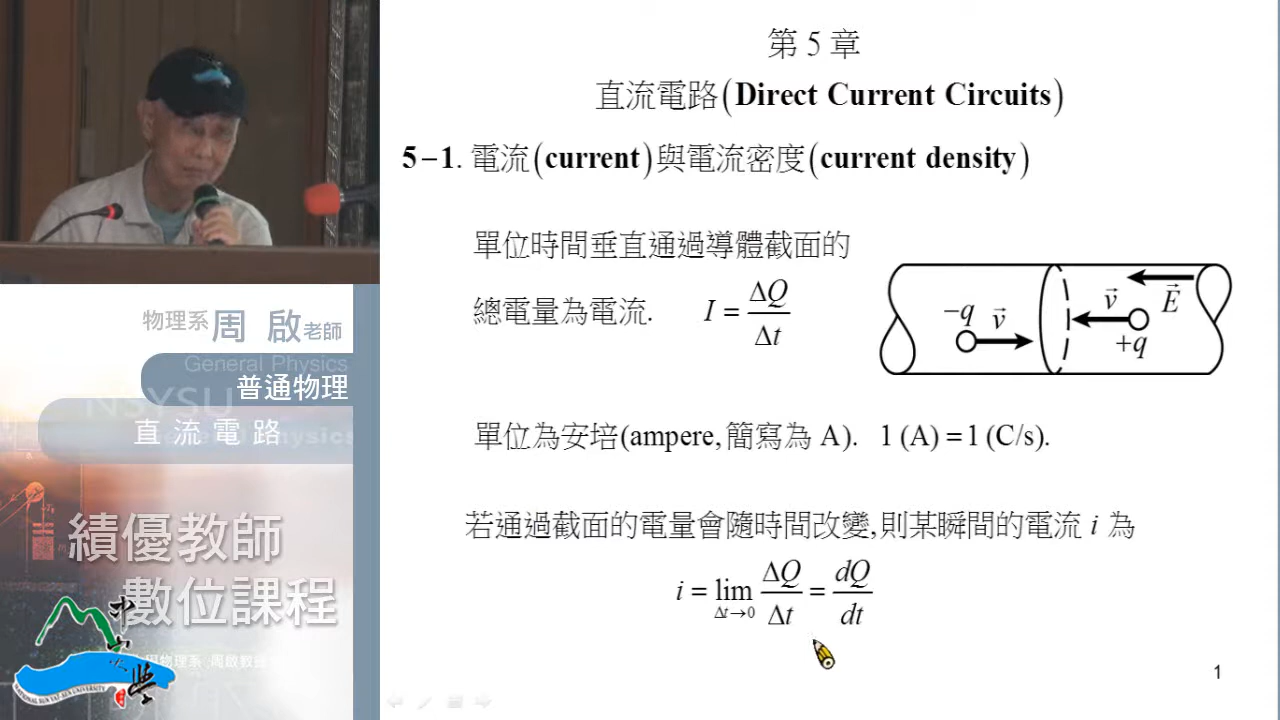 第 5 章
直流電路(Direct Current Circuits)
5−1. 電流(current)與電流密度(current density)
單位時間垂直通過導體截面的
總電量為電流. I = ΔQ/Δt
−q v⃗ v⃗ E⃗ +q
單位為安培(ampere,簡寫為 A). 1 (A) = 1 (C/s).
若通過截面的電量會隨時間改變,則某瞬間的電流 i 為
i = lim Δt→0 ΔQ/Δt = dQ/dt
1
物理系 周 啟 老師
General Physics
普通物理
NSYSU
直流電路
績優教師
數位課程